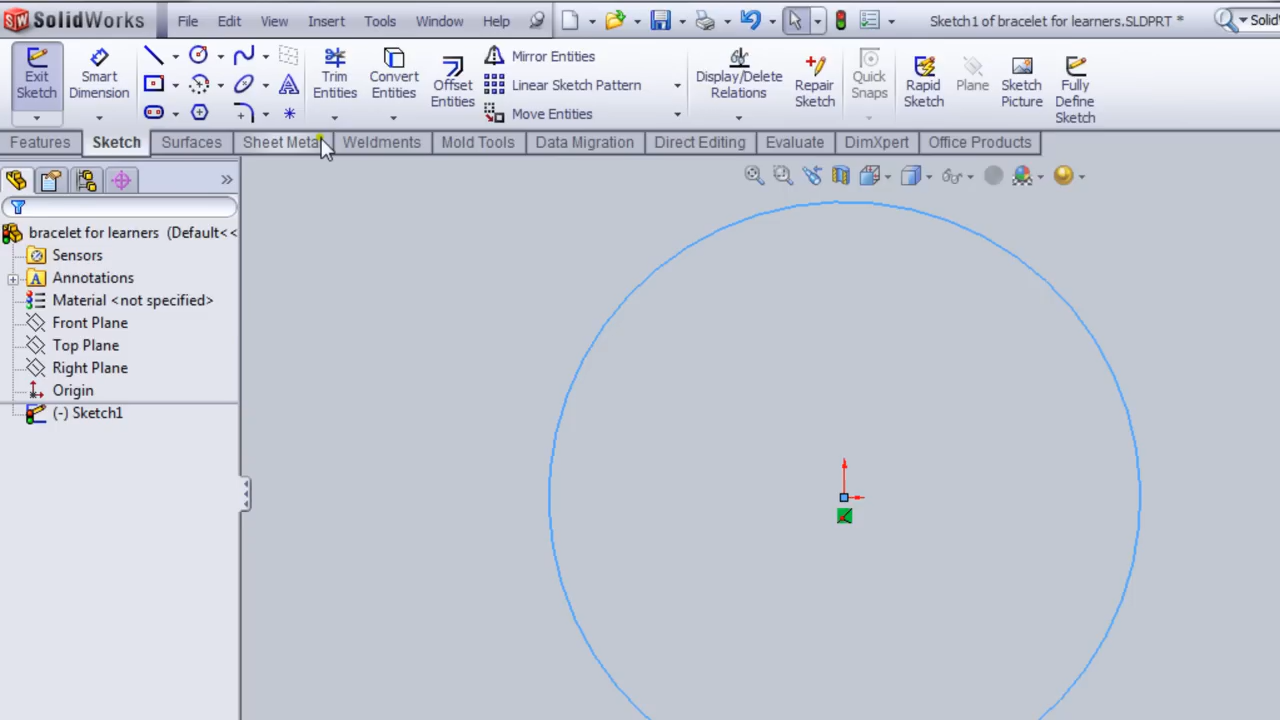 SolidWorks File Edit View Insert Tools Window Help Sketch1 of bracelet for learners.SLDPRT *
Exit Sketch
Smart Dimension
Trim Entities
Convert Entities
Offset Entities
Mirror Entities
Linear Sketch Pattern
Move Entities
Display/Delete Relations
Repair Sketch
Quick Snaps
Rapid Sketch
Plane
Sketch Picture
Fully Define Sketch
Features Sketch Surfaces Sheet Metal Weldments Mold Tools Data Migration Direct Editing Evaluate DimXpert Office Products
bracelet for learners (Default<<
Sensors
Annotations
Material <not specified>
Front Plane
Top Plane
Right Plane
Origin
(-) Sketch1